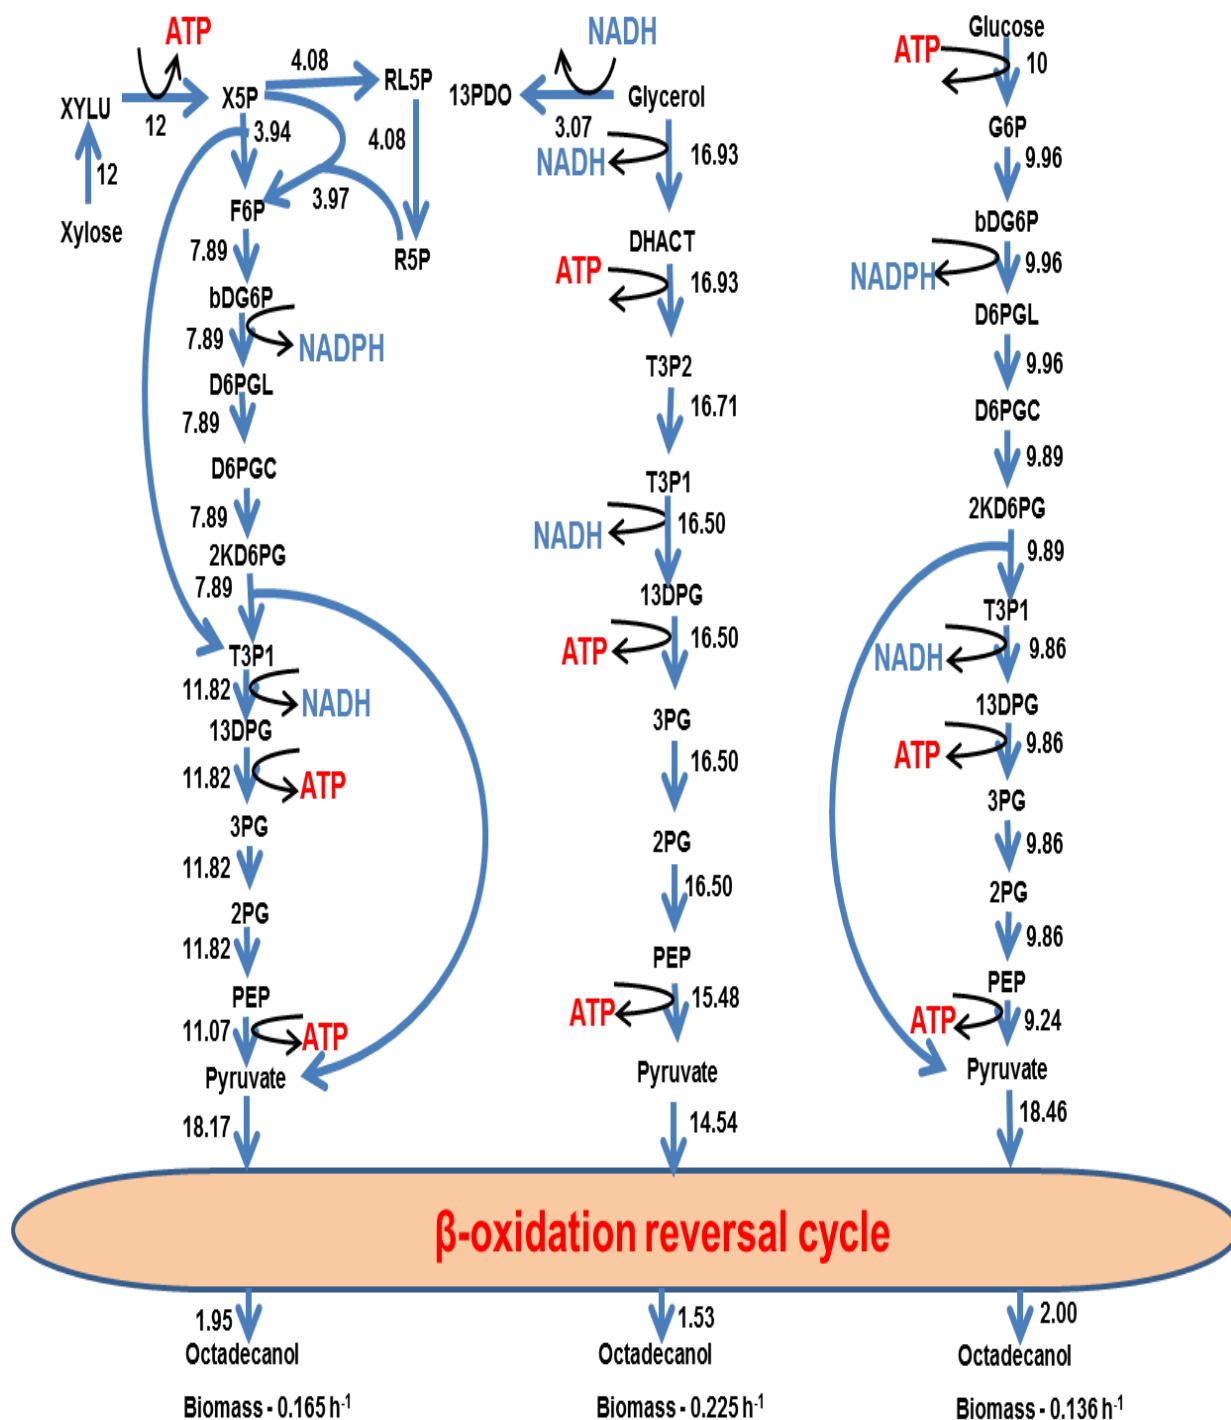 ATP
4.08
RL5P
XYLU
X5P
12
3.94
4.08
12
3.97
Xylose
F6P
R5P
7.89
bDG6P
7.89
NADPH
D6PGL
7.89
D6PGC
7.89
2KD6PG
7.89
T3P1
11.82
NADH
13DPG
11.82
ATP
3PG
11.82
2PG
11.82
PEP
11.07
ATP
Pyruvate
18.17
NADH
13PDO
Glycerol
3.07
NADH
16.93
DHACT
ATP
16.93
T3P2
16.71
T3P1
NADH
16.50
13DPG
ATP
16.50
3PG
16.50
2PG
16.50
PEP
ATP
15.48
Pyruvate
14.54
Glucose
ATP
10
G6P
9.96
bDG6P
NADPH
9.96
D6PGL
9.96
D6PGC
9.89
2KD6PG
9.89
T3P1
NADH
9.86
13DPG
ATP
9.86
3PG
9.86
2PG
9.86
PEP
ATP
9.24
Pyruvate
18.46
β-oxidation reversal cycle
1.95
Octadecanol
Biomass - 0.165 h-1
1.53
Octadecanol
Biomass - 0.225 h-1
2.00
Octadecanol
Biomass - 0.136 h-1